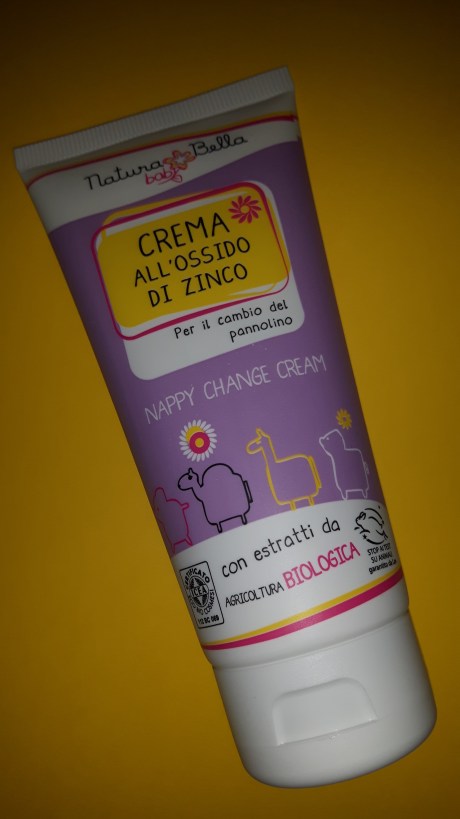 Natura Bella
baby
CREMA
ALL'OSSIDO
DI ZINCO
Per il cambio del
pannolino
NAPPY CHANGE CREAM
con estratti da
AGRICOLTURA BIOLOGICA
ICEA
STOP AI TEST
SU ANIMALI